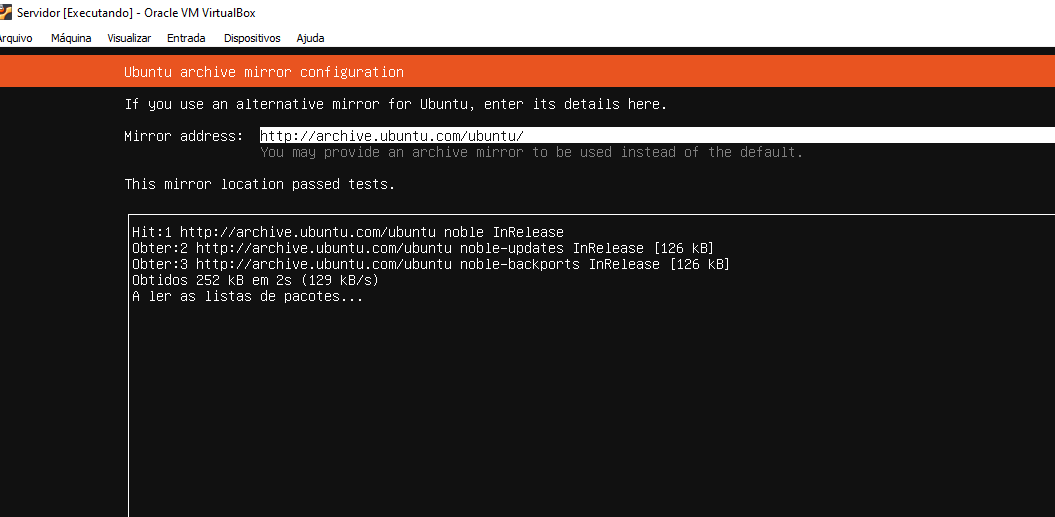 Servidor [Executando] - Oracle VM VirtualBox
Arquivo Máquina Visualizar Entrada Dispositivos Ajuda
Ubuntu archive mirror configuration
If you use an alternative mirror for Ubuntu, enter its details here.
Mirror address: http://archive.ubuntu.com/ubuntu/
You may provide an archive mirror to be used instead of the default.
This mirror location passed tests.
Hit:1 http://archive.ubuntu.com/ubuntu noble InRelease
Obter:2 http://archive.ubuntu.com/ubuntu noble-updates InRelease [126 kB]
Obter:3 http://archive.ubuntu.com/ubuntu noble-backports InRelease [126 kB]
Obtidos 252 kB em 2s (129 kB/s)
A ler as listas de pacotes...